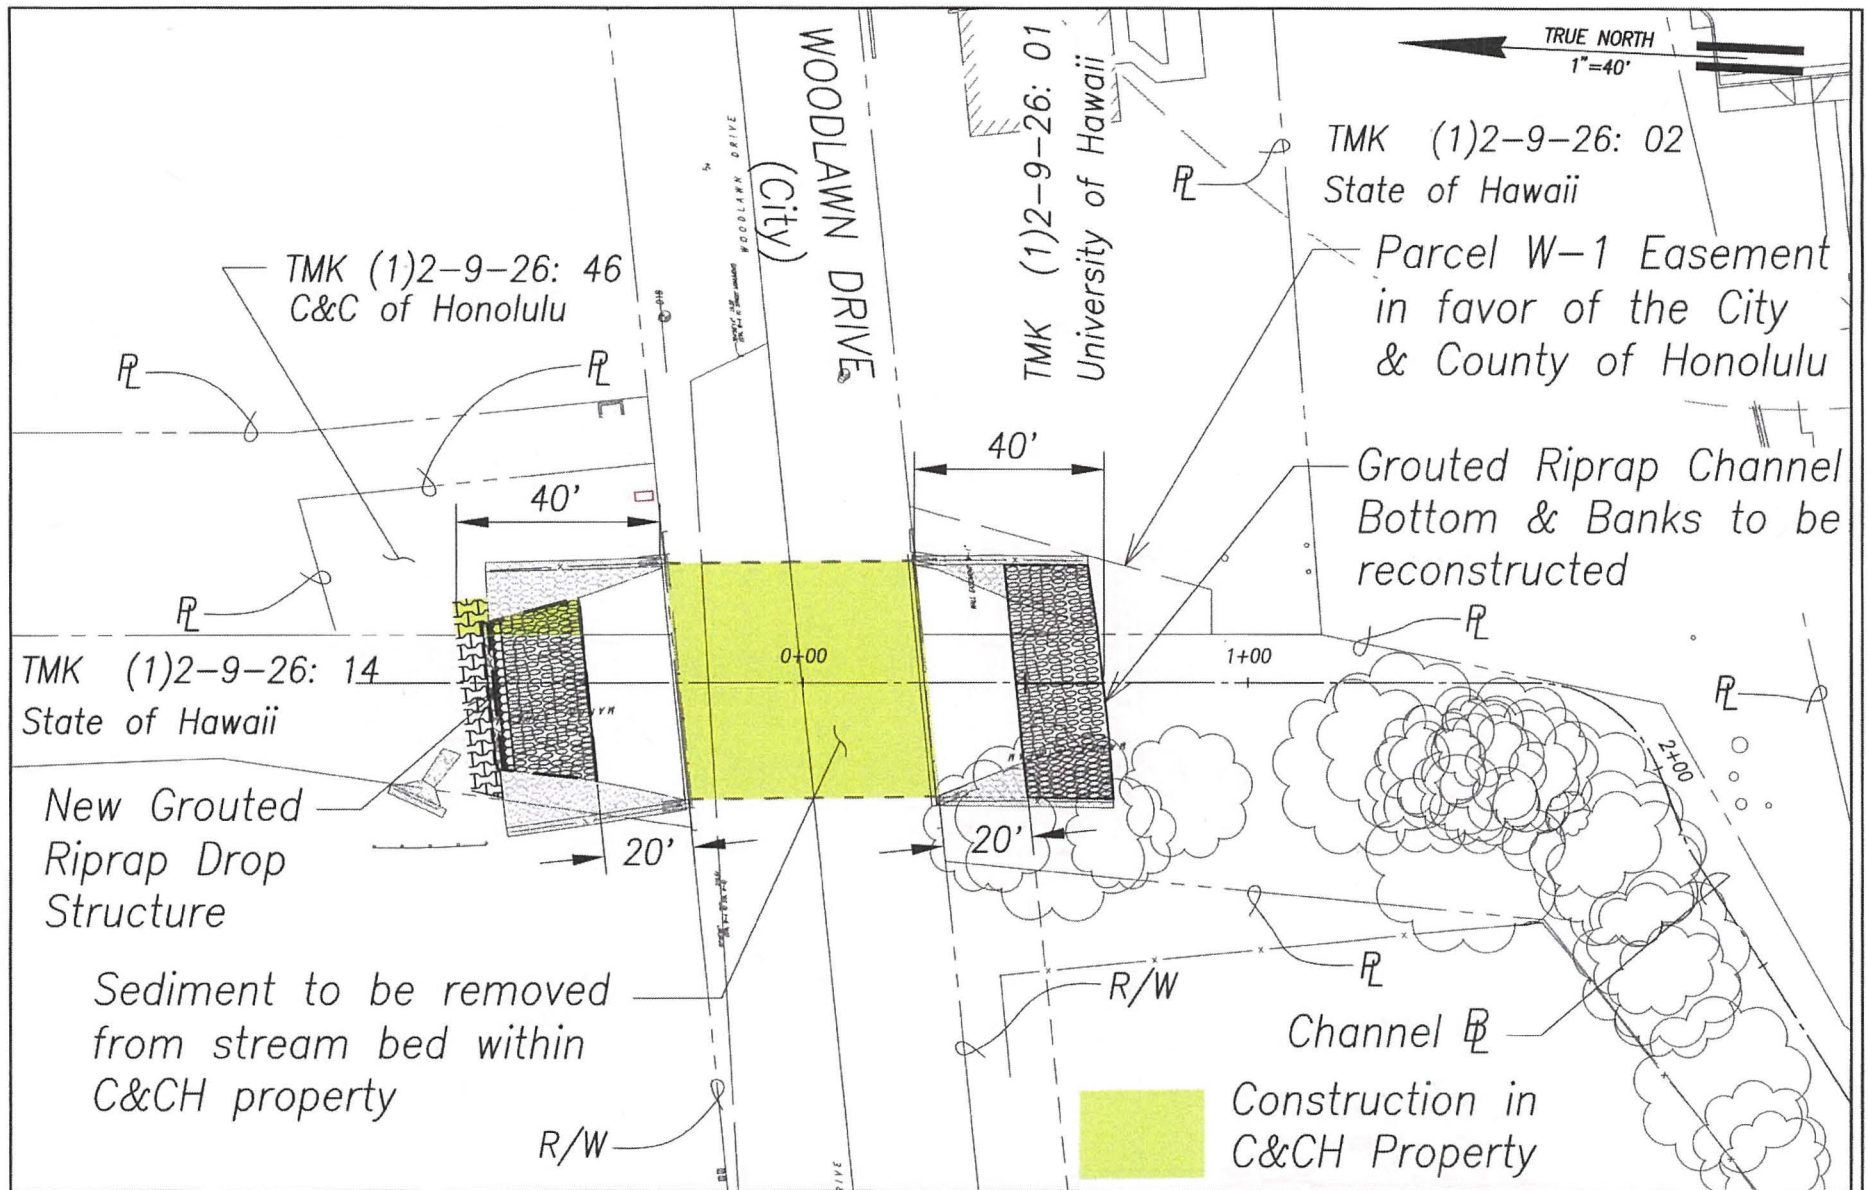 TRUE NORTH
1"=40'
WOODLAWN DRIVE
(City)
WOODLAWN DRIVE
TMK (1)2-9-26: 01
University of Hawaii
TMK (1)2-9-26: 02
State of Hawaii
PL
Parcel W-1 Easement
in favor of the City
& County of Honolulu
TMK (1)2-9-26: 46
C&C of Honolulu
PL
PL
40'
40'
Grouted Riprap Channel
Bottom & Banks to be
reconstructed
PL
PL
TMK (1)2-9-26: 14
State of Hawaii
0+00
1+00
PL
2+00
New Grouted
Riprap Drop
Structure
20'
20'
Sediment to be removed
from stream bed within
C&CH property
R/W
PL
Channel BL
R/W
Construction in
C&CH Property